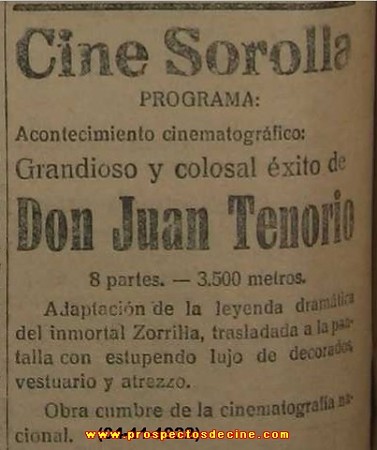 Cine Sorolla
PROGRAMA:
Acontecimiento cinematográfico:
Grandioso y colosal éxito de
Don Juan Tenorio
8 partes. — 3.500 metros.
Adaptación de la leyenda dramática
del inmortal Zorrilla, trasladada a la pan-
talla con estupendo lujo de decorados,
vestuario y atrezzo.
Obra cumbre de la cinematografía na-
cional.
www.prospectosdecine.com